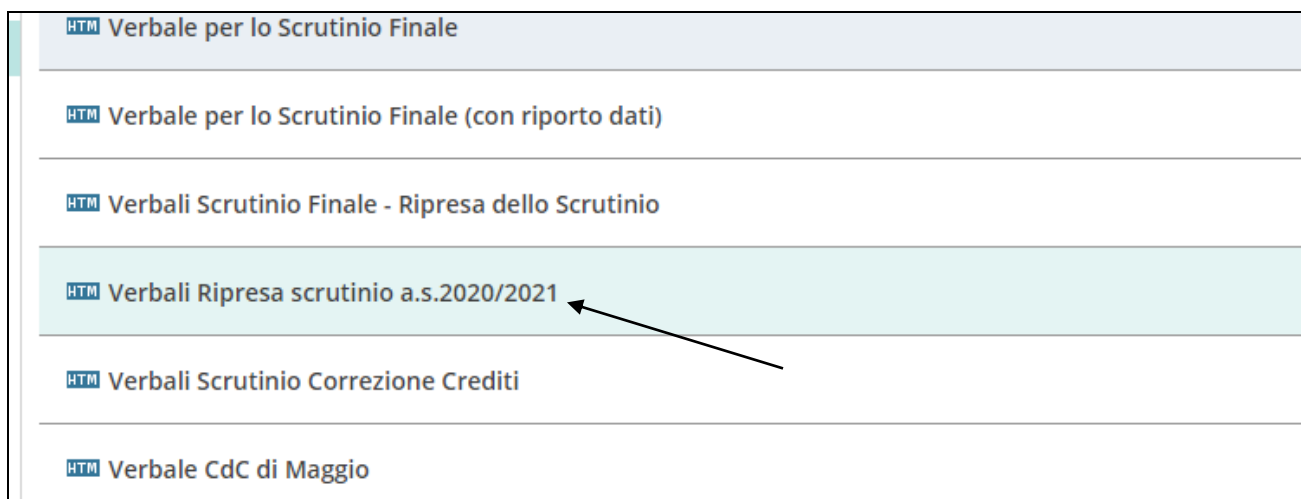 HTM Verbale per lo Scrutinio Finale
HTM Verbale per lo Scrutinio Finale (con riporto dati)
HTM Verbali Scrutinio Finale - Ripresa dello Scrutinio
HTM Verbali Ripresa scrutinio a.s.2020/2021
HTM Verbali Scrutinio Correzione Crediti
HTM Verbale CdC di Maggio